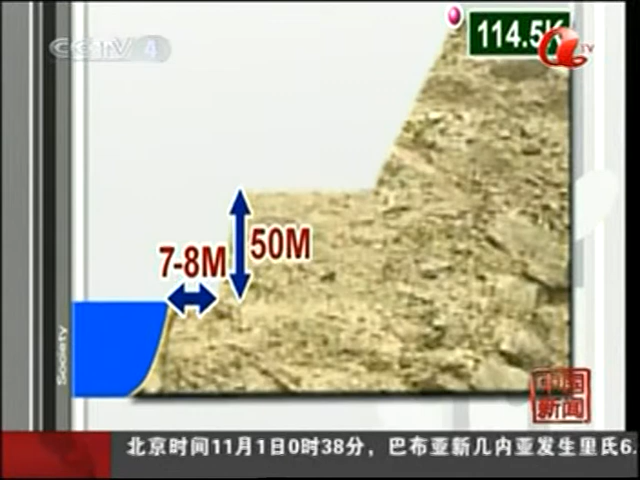 CCTV 4
114.5K
TV
50M
7-8M
Society
中国
新闻
北京时间11月1日0时38分，巴布亚新几内亚发生里氏6.